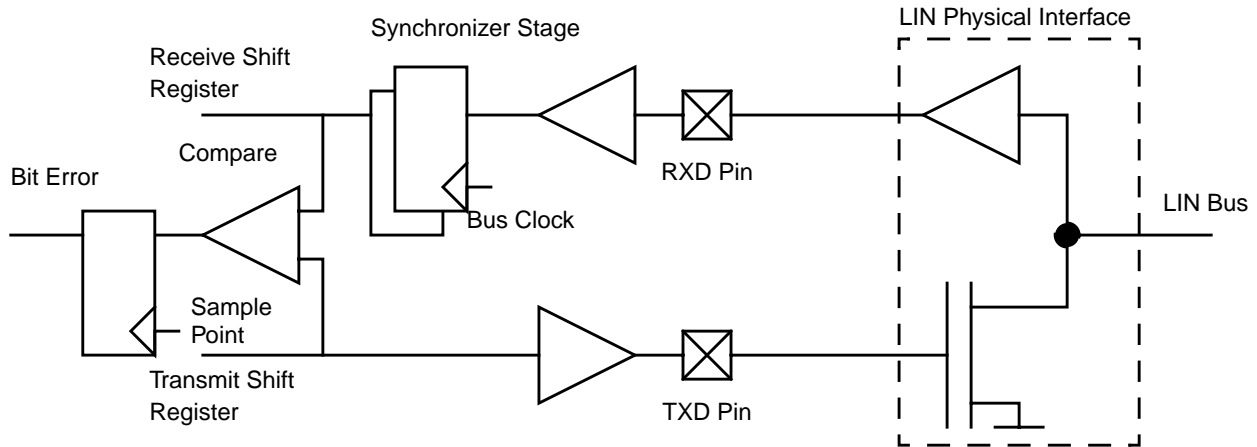 LIN Physical Interface
Synchronizer Stage
Receive Shift
Register
Compare
RXD Pin
Bit Error
LIN Bus
Bus Clock
Sample
Point
Transmit Shift
Register
TXD Pin